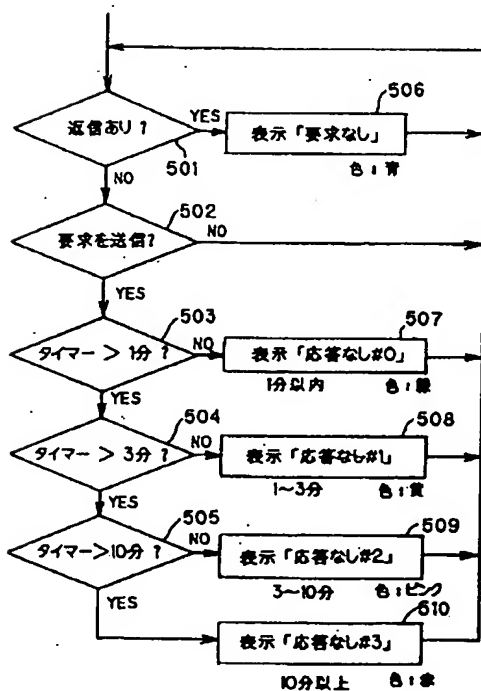 506
返信あり?
YES
表示「要求なし」
501
色:青
NO
502
要求を送信?
NO
YES
503
507
タイマー > 1分 ?
NO
表示「応答なし#0」
1分以内
色:緑
YES
504
508
タイマー > 3分 ?
NO
表示「応答なし#1」
1~3分
色:黄
YES
505
509
タイマー>10分 ?
NO
表示「応答なし#2」
3~10分
色:ピンク
YES
510
表示「応答なし#3」
10分以上
色:赤